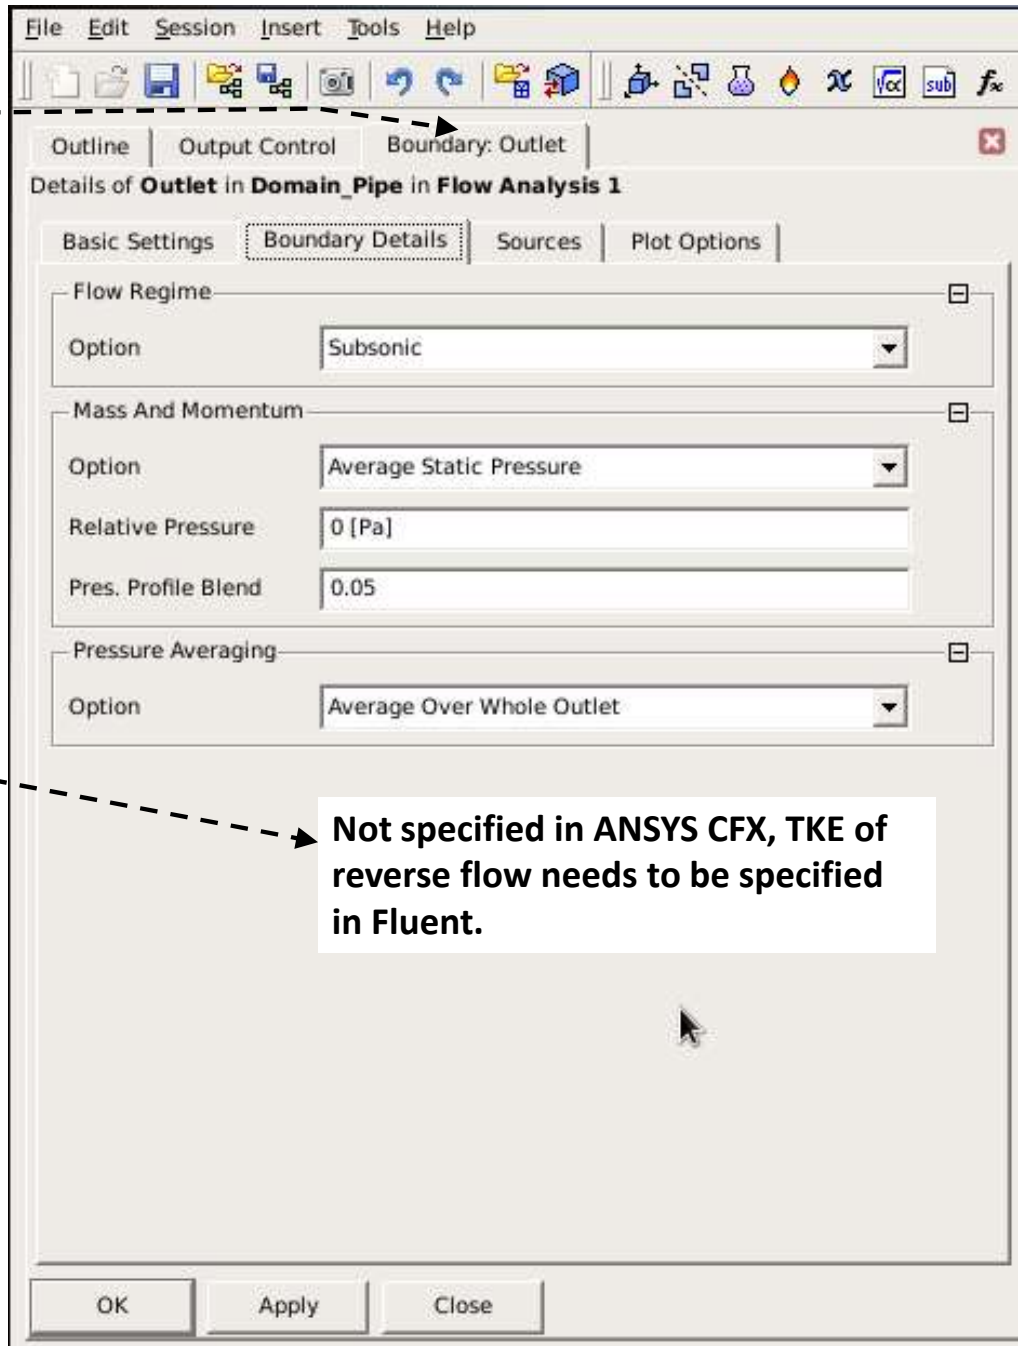 File Edit Session Insert Tools Help
√α sub fx
Outline Output Control Boundary: Outlet
Details of Outlet in Domain_Pipe in Flow Analysis 1
Basic Settings Boundary Details Sources Plot Options
Flow Regime
Option Subsonic
Mass And Momentum
Option Average Static Pressure
Relative Pressure 0 [Pa]
Pres. Profile Blend 0.05
Pressure Averaging
Option Average Over Whole Outlet
Not specified in ANSYS CFX, TKE of
reverse flow needs to be specified
in Fluent.
OK Apply Close